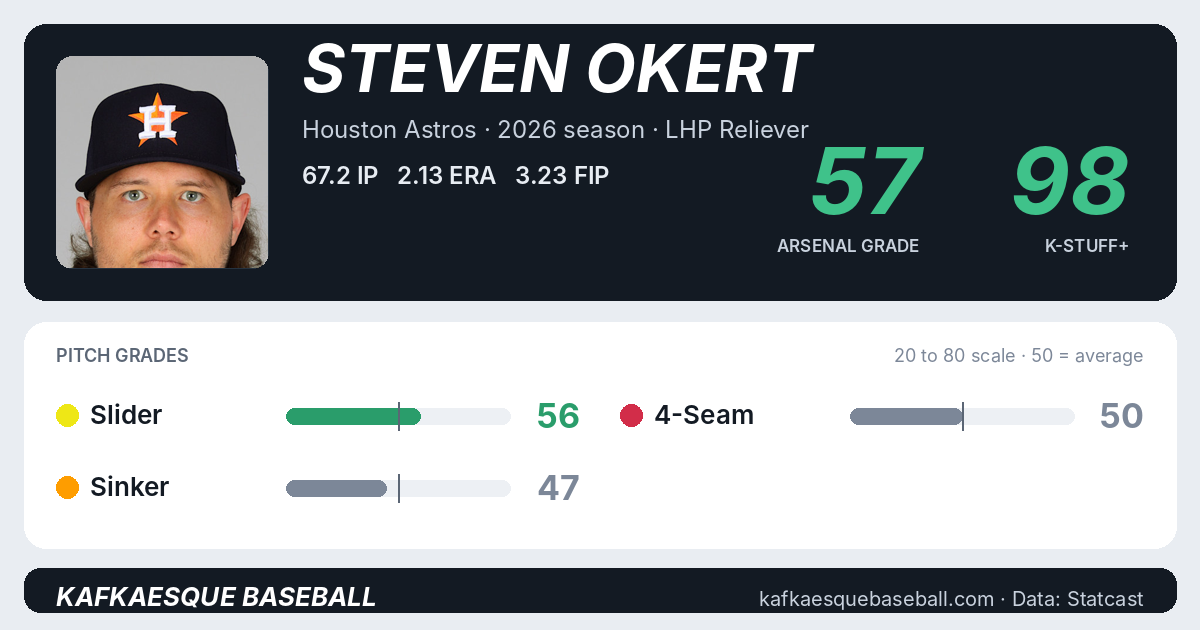 STEVEN OKERT
Houston Astros · 2026 season · LHP Reliever
67.2 IP 2.13 ERA 3.23 FIP
57 98
ARSENAL GRADE K-STUFF+
H
PITCH GRADES 20 to 80 scale · 50 = average
Slider 56 4-Seam 50
Sinker 47
KAFKAESQUE BASEBALL kafkaesquebaseball.com · Data: Statcast